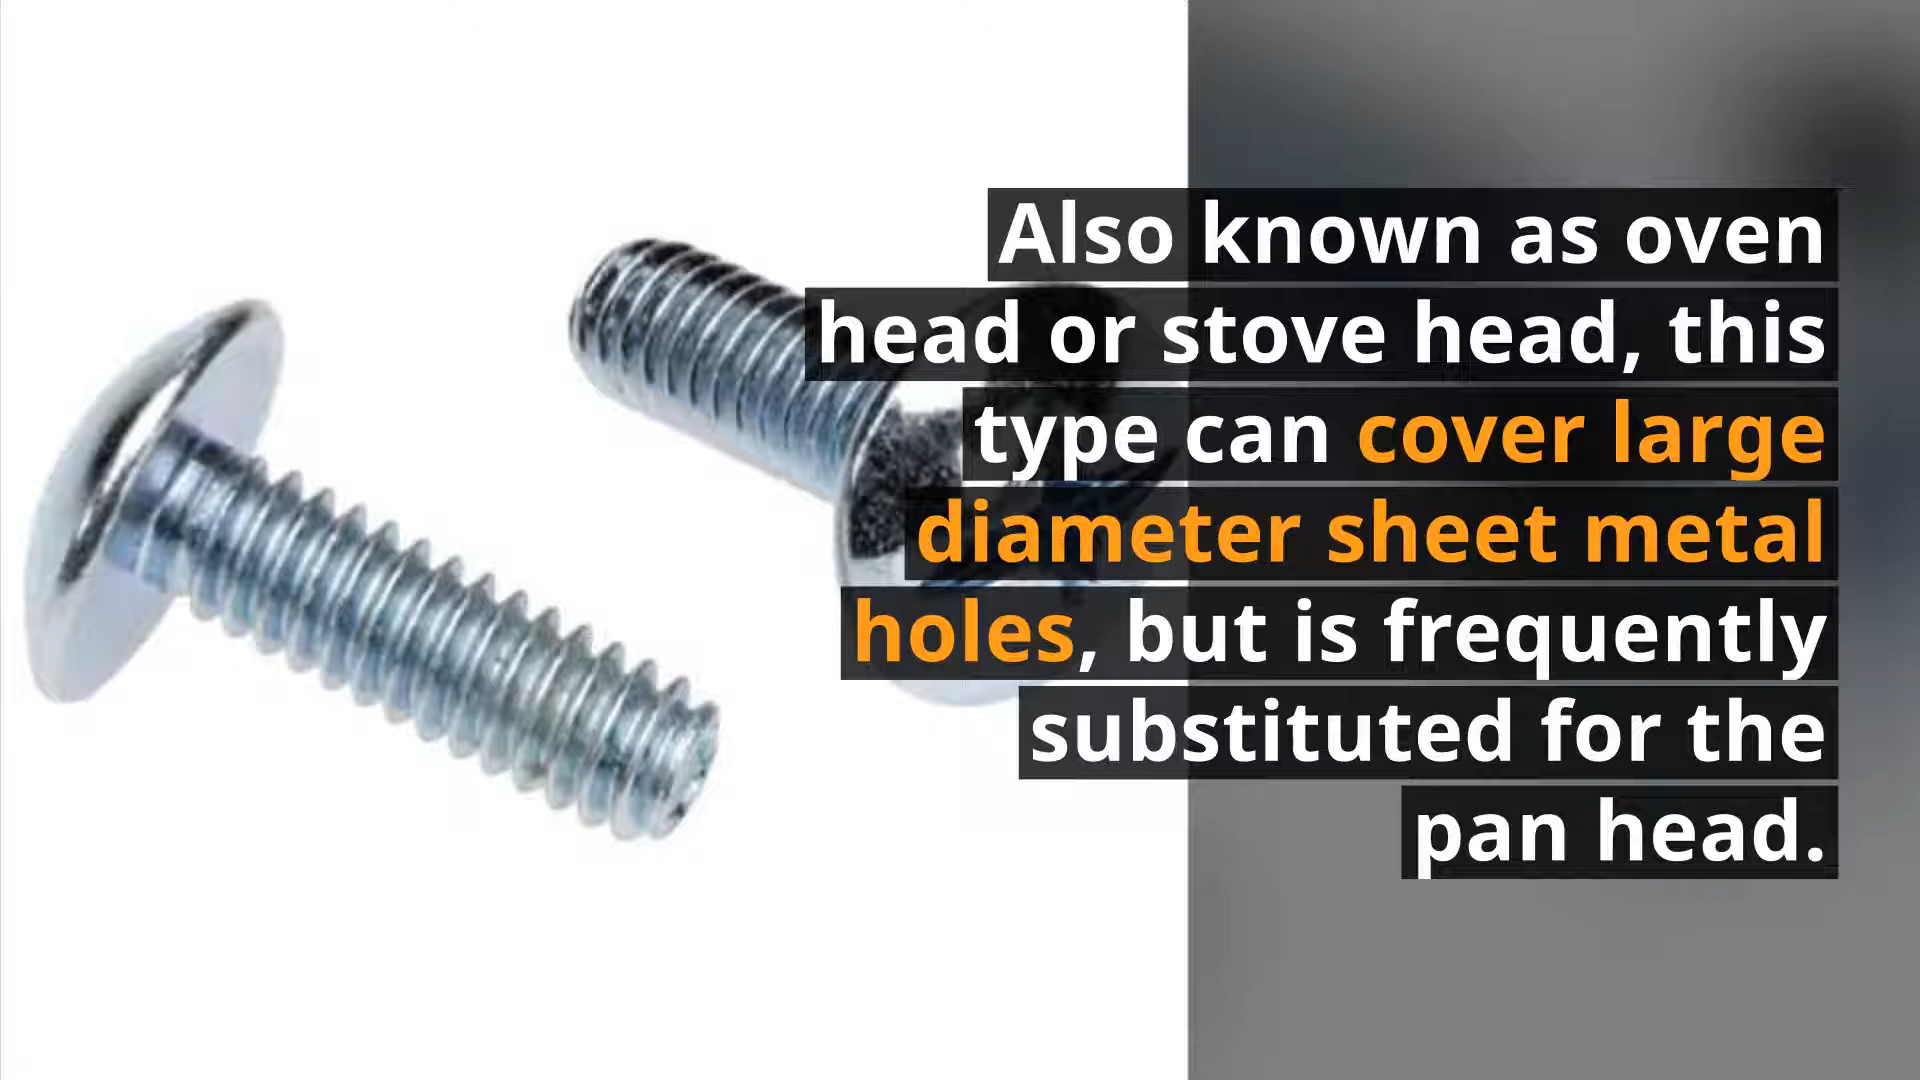 Also known as oven
head or stove head, this
type can cover large
diameter sheet metal
holes, but is frequently
substituted for the
pan head.